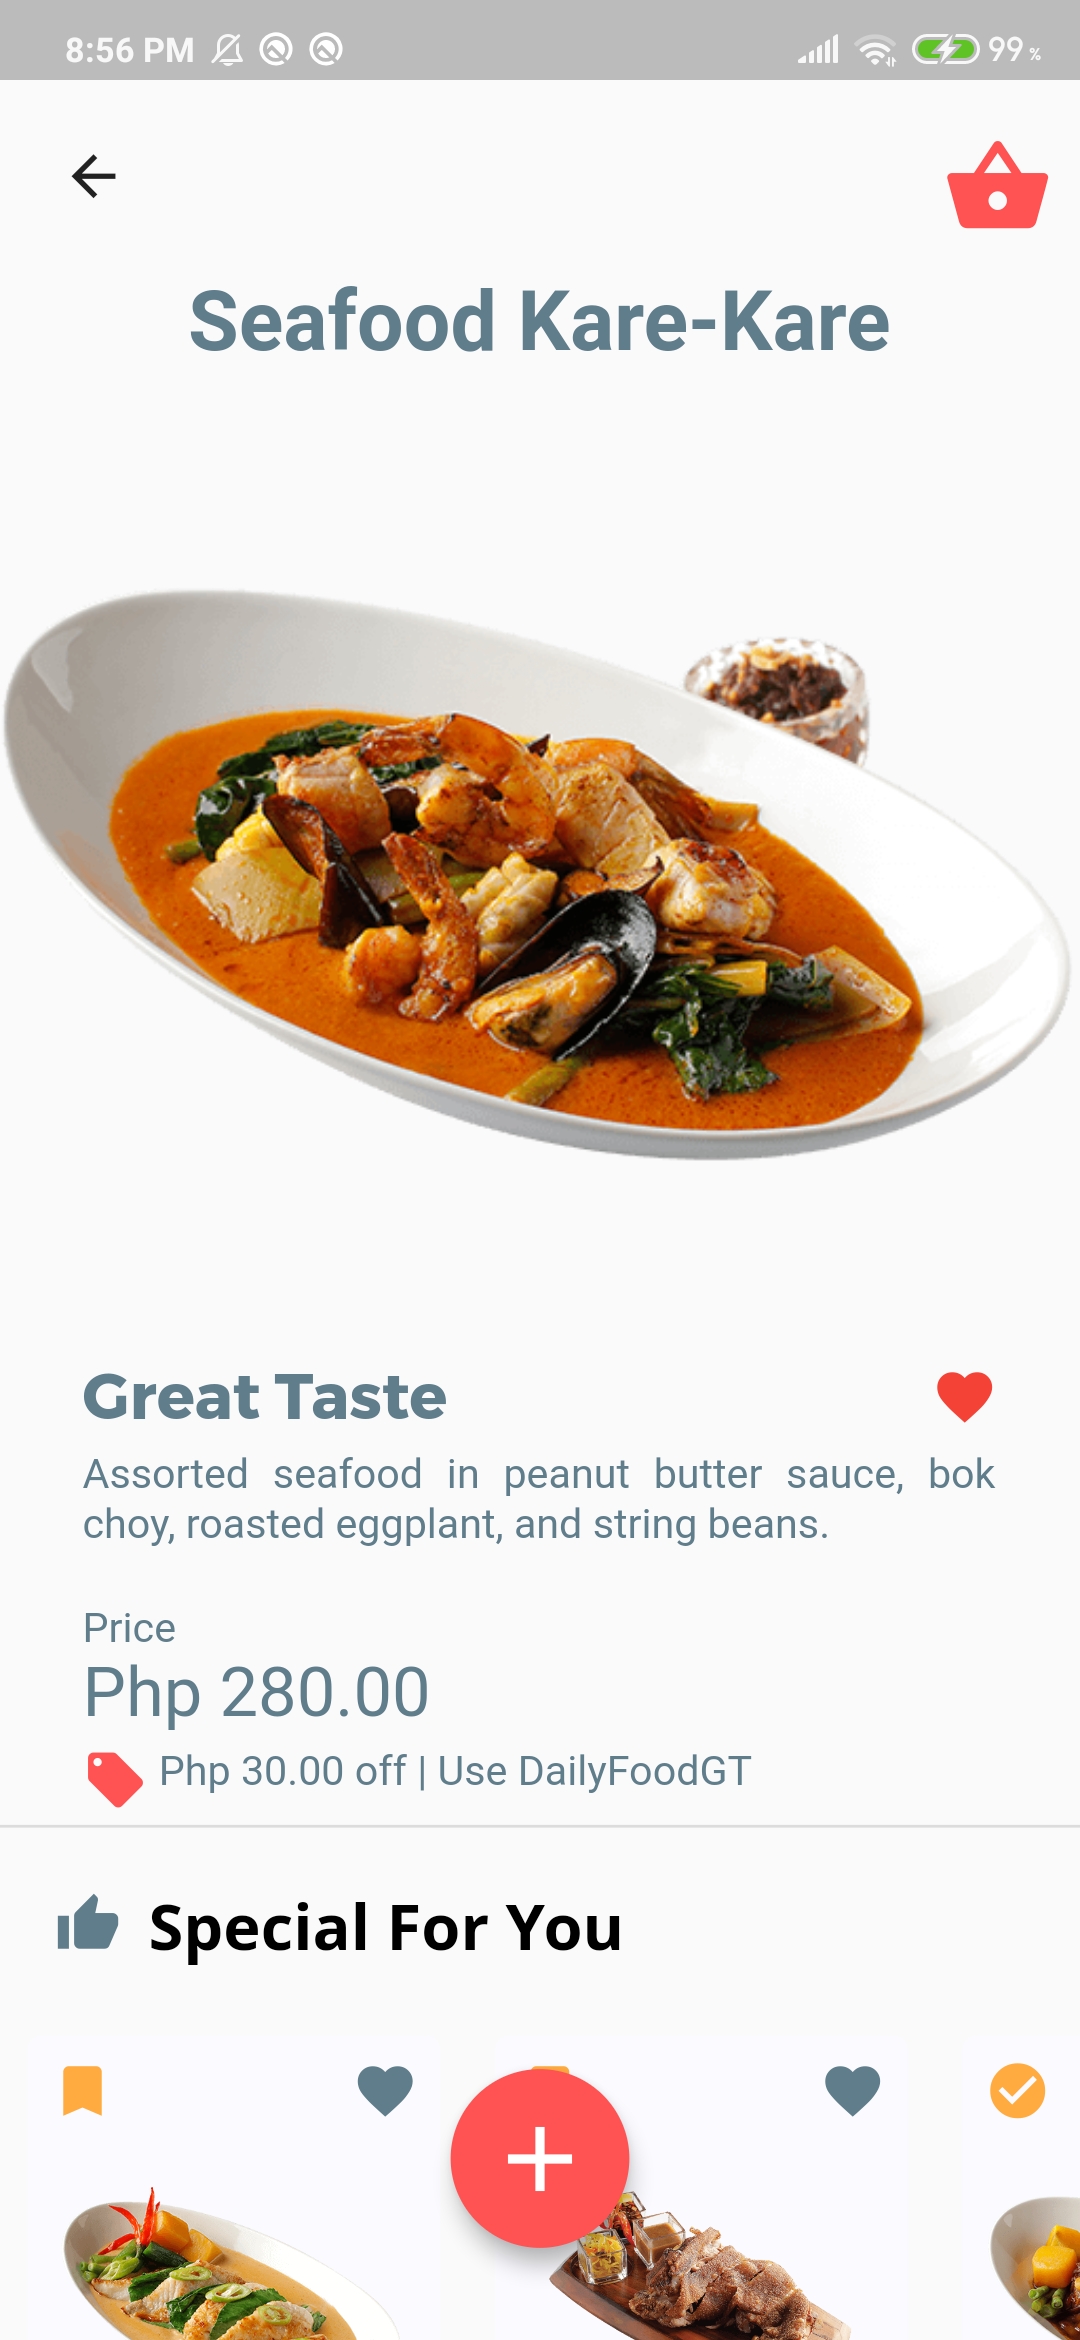 8:56 PM 99 %
Seafood Kare-Kare
Great Taste
Assorted seafood in peanut butter sauce, bok
choy, roasted eggplant, and string beans.
Price
Php 280.00
Php 30.00 off | Use DailyFoodGT
Special For You